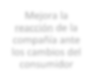 Mejora la
reacción de la
compañía ante
los cambios del
consumidor